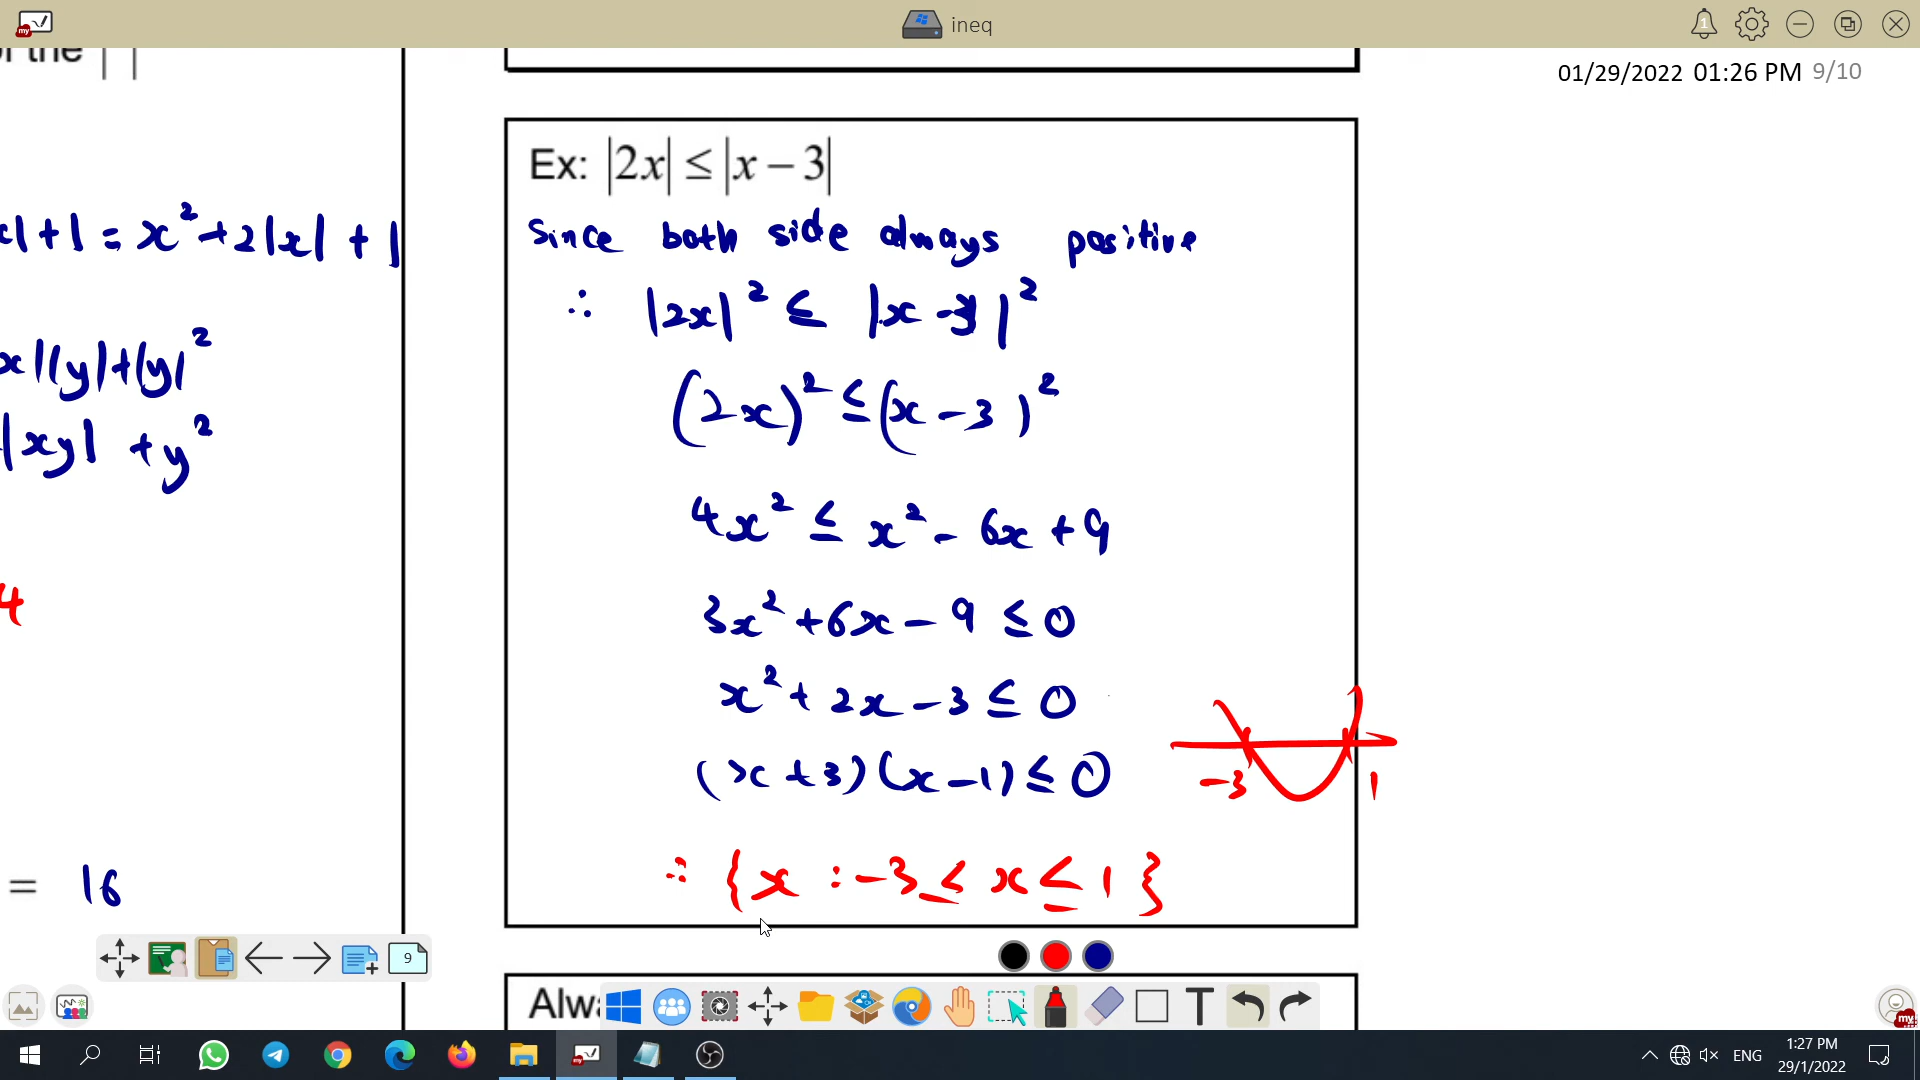 ineq
of the | |
01/29/2022 01:26 PM 9/10
|+1 = x² + 2|x| + 1
x||y|+|y|²
|xy| + y²
4
= 16
Ex: |2x| ≤ |x − 3|
Since both side always positive
∴ |2x|² ≤ |x − 3|²
(2x)² ≤ (x − 3)²
4x² ≤ x² − 6x + 9
3x² + 6x − 9 ≤ 0
x² + 2x − 3 ≤ 0
(x + 3)(x − 1) ≤ 0
−3 1
∴ {x : −3 ≤ x ≤ 1}
9
Alwa
T
ENG
1:27 PM
29/1/2022